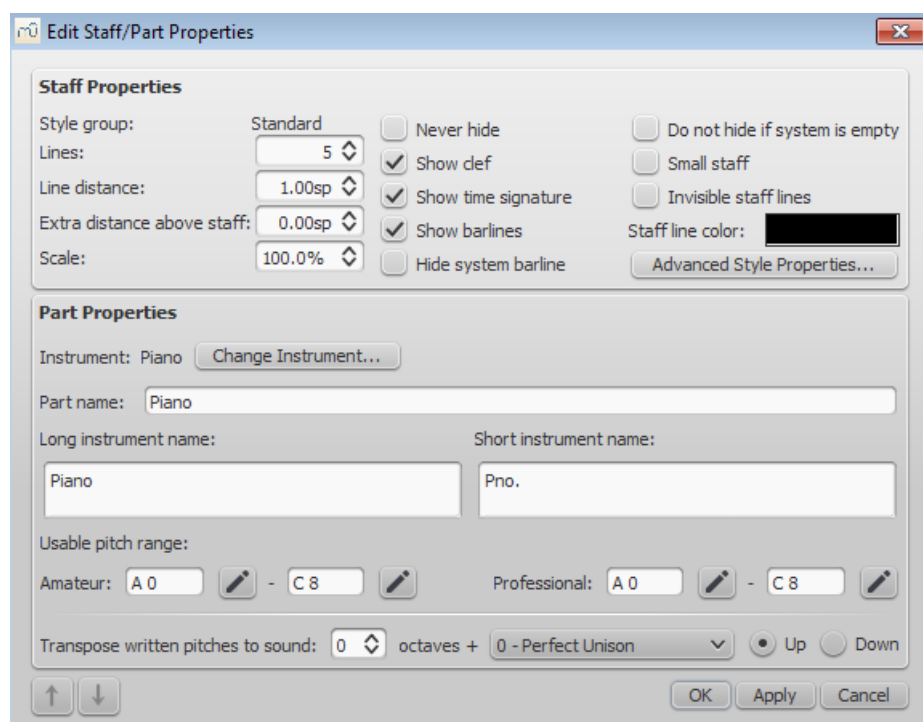 Edit Staff/Part Properties
Staff Properties
Style group: Standard
Lines: 5
Line distance: 1.00sp
Extra distance above staff: 0.00sp
Scale: 100.0%
Never hide
Show clef
Show time signature
Show barlines
Hide system barline
Do not hide if system is empty
Small staff
Invisible staff lines
Staff line color:
Advanced Style Properties...
Part Properties
Instrument: Piano Change Instrument...
Part name: Piano
Long instrument name: Short instrument name:
Piano Pno.
Usable pitch range:
Amateur: A 0 - C 8 Professional: A 0 - C 8
Transpose written pitches to sound: 0 octaves + 0 - Perfect Unison Up Down
OK Apply Cancel